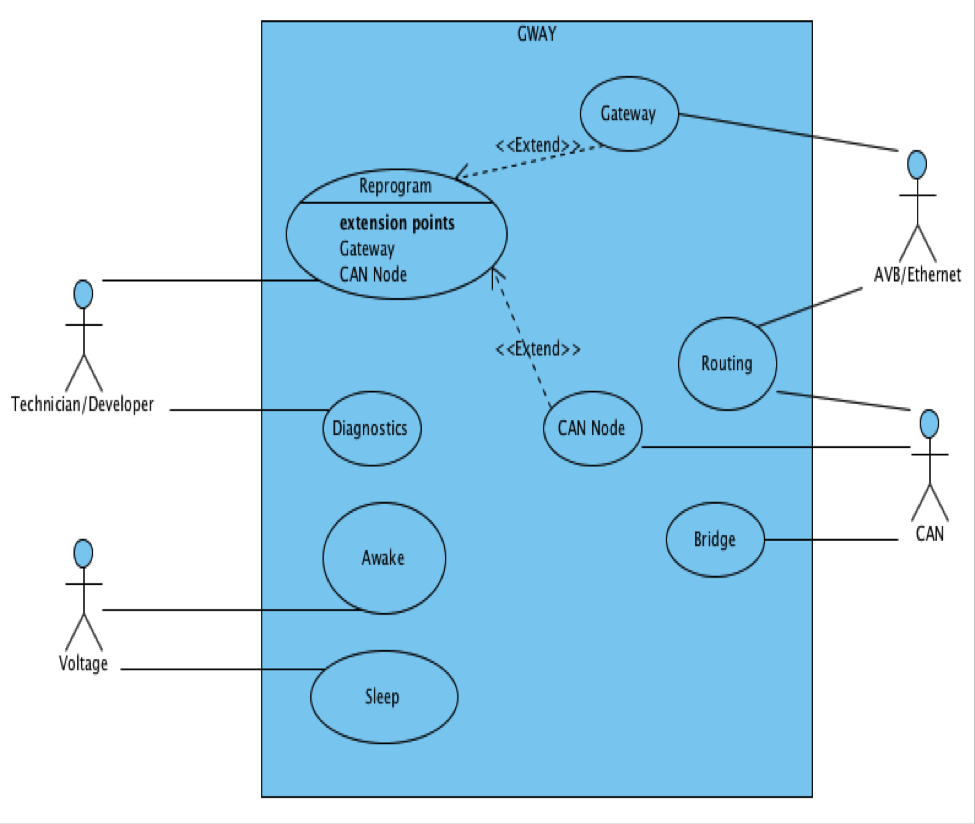 GWAY
Gateway
<<Extend>>
Reprogram
extension points
Gateway
CAN Node
AVB/Ethernet
<<Extend>>
Routing
Technician/Developer
Diagnostics
CAN Node
CAN
Bridge
Awake
Voltage
Sleep